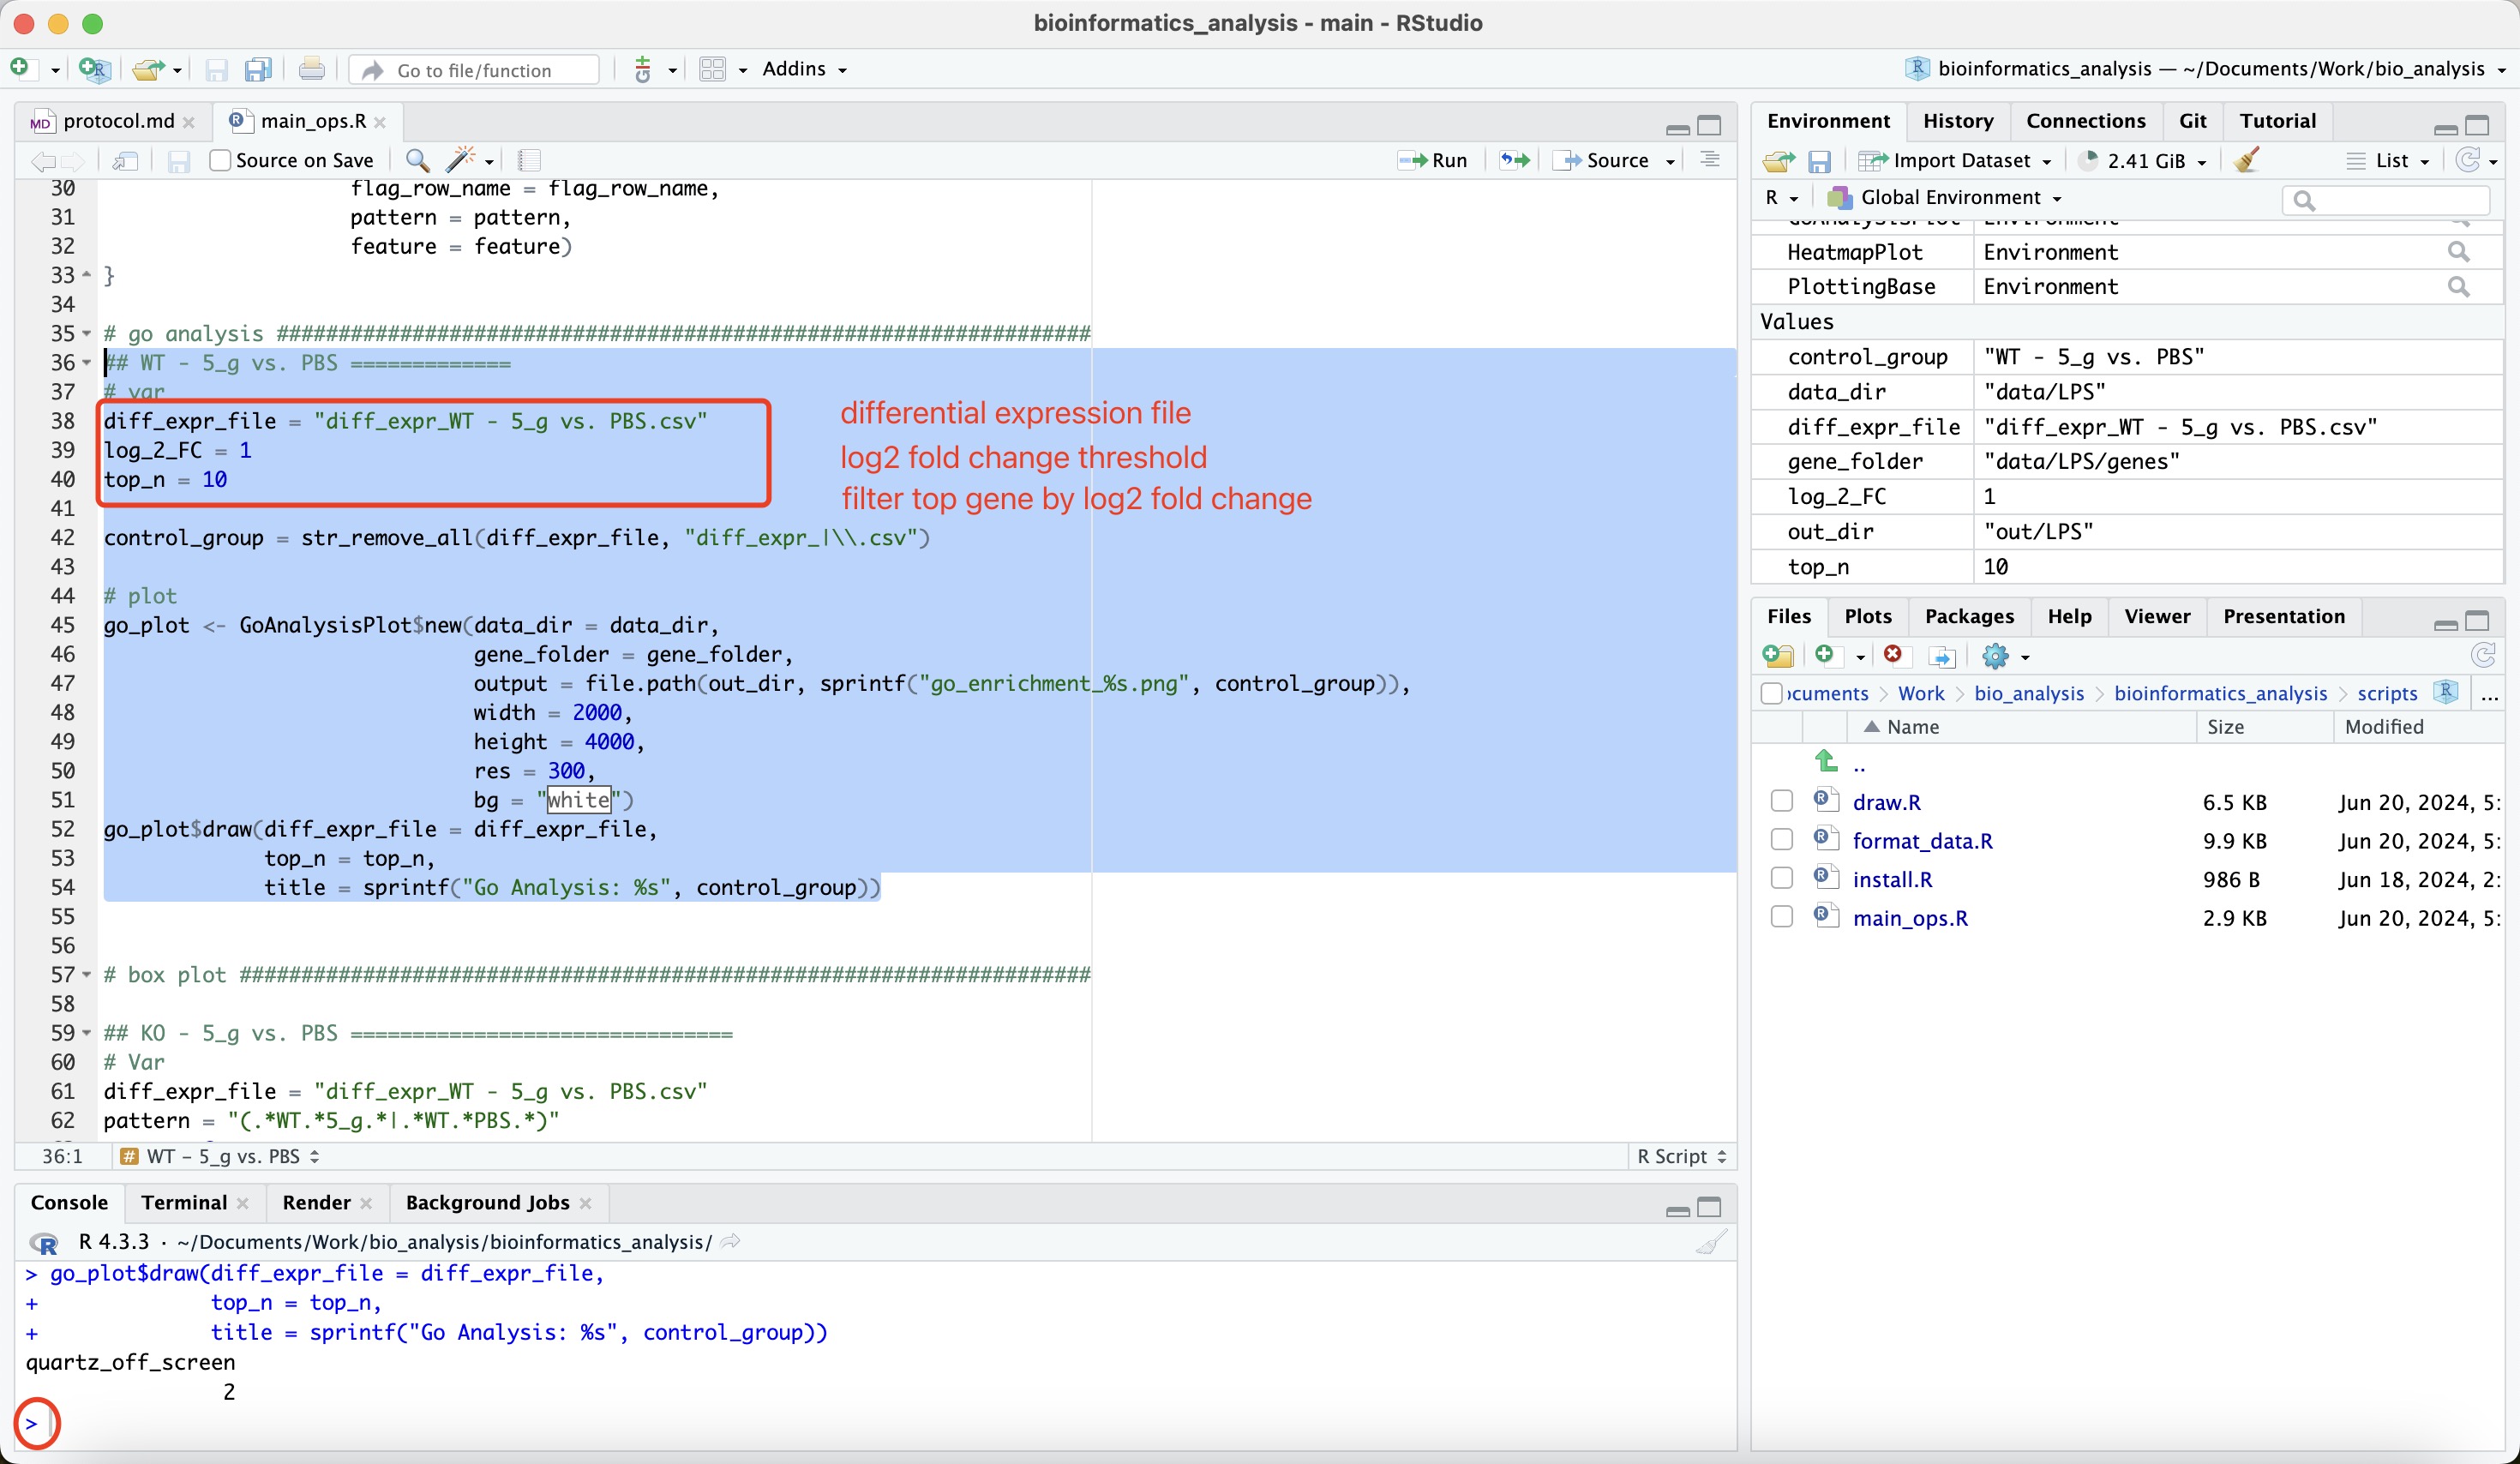 bioinformatics_analysis - main - RStudio
Go to file/function
Addins
bioinformatics_analysis — ~/Documents/Work/bio_analysis
MD protocol.md
main_ops.R
Source on Save
Run
Source
30 flag_row_name = flag_row_name,
31 pattern = pattern,
32 feature = feature)
33 }
34
35 # go analysis ##################################################################
36 ## WT - 5_g vs. PBS =============
37 # var
38 diff_expr_file = "diff_expr_WT - 5_g vs. PBS.csv"
39 log_2_FC = 1
40 top_n = 10
differential expression file
log2 fold change threshold
filter top gene by log2 fold change
41
42 control_group = str_remove_all(diff_expr_file, "diff_expr_|\\.csv")
43
44 # plot
45 go_plot <- GoAnalysisPlot$new(data_dir = data_dir,
46 gene_folder = gene_folder,
47 output = file.path(out_dir, sprintf("go_enrichment_%s.png", control_group)),
48 width = 2000,
49 height = 4000,
50 res = 300,
51 bg = "white")
52 go_plot$draw(diff_expr_file = diff_expr_file,
53 top_n = top_n,
54 title = sprintf("Go Analysis: %s", control_group))
55
56
57 # box plot #####################################################################
58
59 ## KO - 5_g vs. PBS ===============================
60 # Var
61 diff_expr_file = "diff_expr_WT - 5_g vs. PBS.csv"
62 pattern = "(.*WT.*5_g.*|.*WT.*PBS.*)"
36:1
# WT - 5_g vs. PBS
R Script
Console
Terminal
Render
Background Jobs
R 4.3.3 · ~/Documents/Work/bio_analysis/bioinformatics_analysis/
> go_plot$draw(diff_expr_file = diff_expr_file,
+ top_n = top_n,
+ title = sprintf("Go Analysis: %s", control_group))
quartz_off_screen
2
>
Environment
History
Connections
Git
Tutorial
Import Dataset
2.41 GiB
List
R
Global Environment
GoAnalysisPlot Environment
HeatmapPlot Environment
PlottingBase Environment
Values
control_group "WT - 5_g vs. PBS"
data_dir "data/LPS"
diff_expr_file "diff_expr_WT - 5_g vs. PBS.csv"
gene_folder "data/LPS/genes"
log_2_FC 1
out_dir "out/LPS"
top_n 10
Files
Plots
Packages
Help
Viewer
Presentation
ocuments > Work > bio_analysis > bioinformatics_analysis > scripts
...
Name Size Modified
..
draw.R 6.5 KB Jun 20, 2024, 5:
format_data.R 9.9 KB Jun 20, 2024, 5:
install.R 986 B Jun 18, 2024, 2:
main_ops.R 2.9 KB Jun 20, 2024, 5: